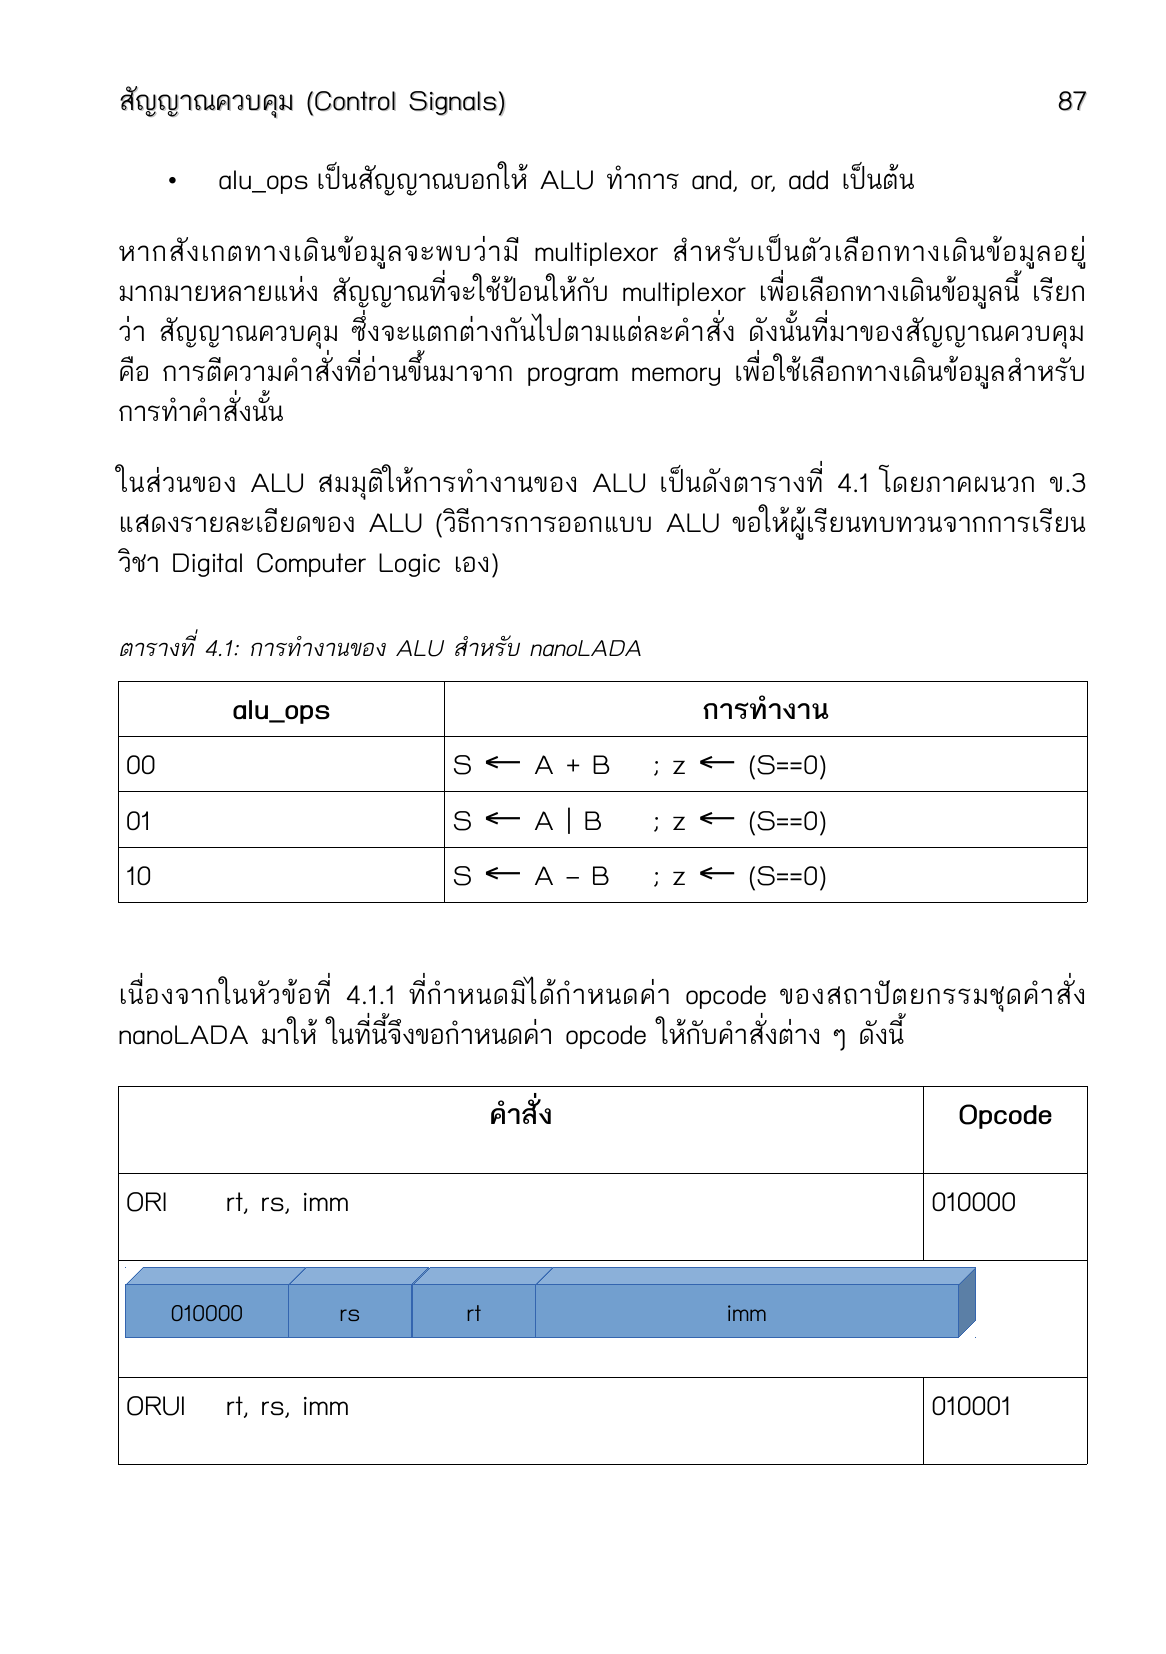 สัญญาณควบคุม (Control Signals) 87
• alu_ops เป็นสัญญาณบอกให้ ALU ทำการ and, or, add เป็นต้น
หากสังเกตทางเดินข้อมูลจะพบว่ามี multiplexor สำหรับเป็นตัวเลือกทางเดินข้อมูลอยู่
มากมายหลายแห่ง สัญญาณที่จะใช้ป้อนให้กับ multiplexor เพื่อเลือกทางเดินข้อมูลนี้ เรียก
ว่า สัญญาณควบคุม ซึ่งจะแตกต่างกันไปตามแต่ละคำสั่ง ดังนั้นที่มาของสัญญาณควบคุม
คือ การตีความคำสั่งที่อ่านขึ้นมาจาก program memory เพื่อใช้เลือกทางเดินข้อมูลสำหรับ
การทำคำสั่งนั้น
ในส่วนของ ALU สมมุติให้การทำงานของ ALU เป็นดังตารางที่ 4.1 โดยภาคผนวก ข.3
แสดงรายละเอียดของ ALU (วิธีการการออกแบบ ALU ขอให้ผู้เรียนทบทวนจากการเรียน
วิชา Digital Computer Logic เอง)
ตารางที่ 4.1: การทำงานของ ALU สำหรับ nanoLADA
alu_ops การทำงาน
00 S ← A + B ; z ← (S==0)
01 S ← A | B ; z ← (S==0)
10 S ← A – B ; z ← (S==0)
เนื่องจากในหัวข้อที่ 4.1.1 ที่กำหนดมิได้กำหนดค่า opcode ของสถาปัตยกรรมชุดคำสั่ง
nanoLADA มาให้ ในที่นี้จึงขอกำหนดค่า opcode ให้กับคำสั่งต่าง ๆ ดังนี้
คำสั่ง Opcode
ORI rt, rs, imm 010000
010000 rs rt imm
ORUI rt, rs, imm 010001